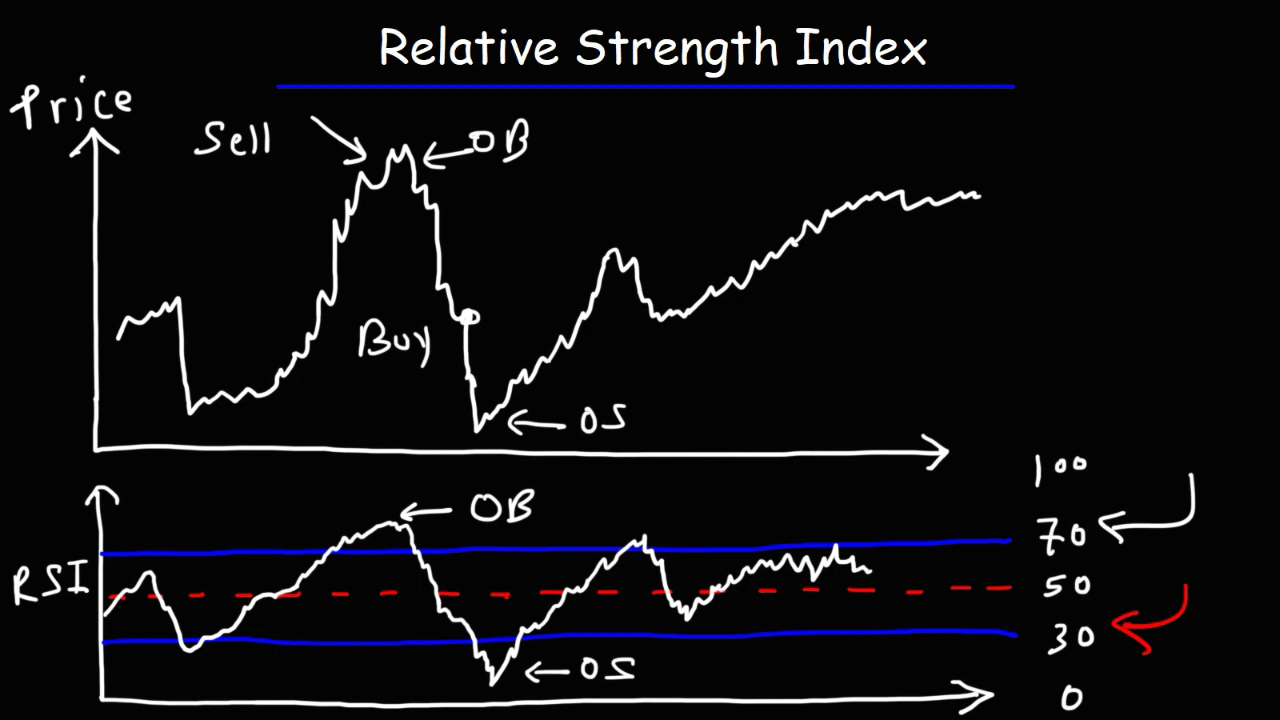 Relative Strength Index
Price
Sell
OB
Buy
OS
100
OB
70
RSI
50
30
OS
0